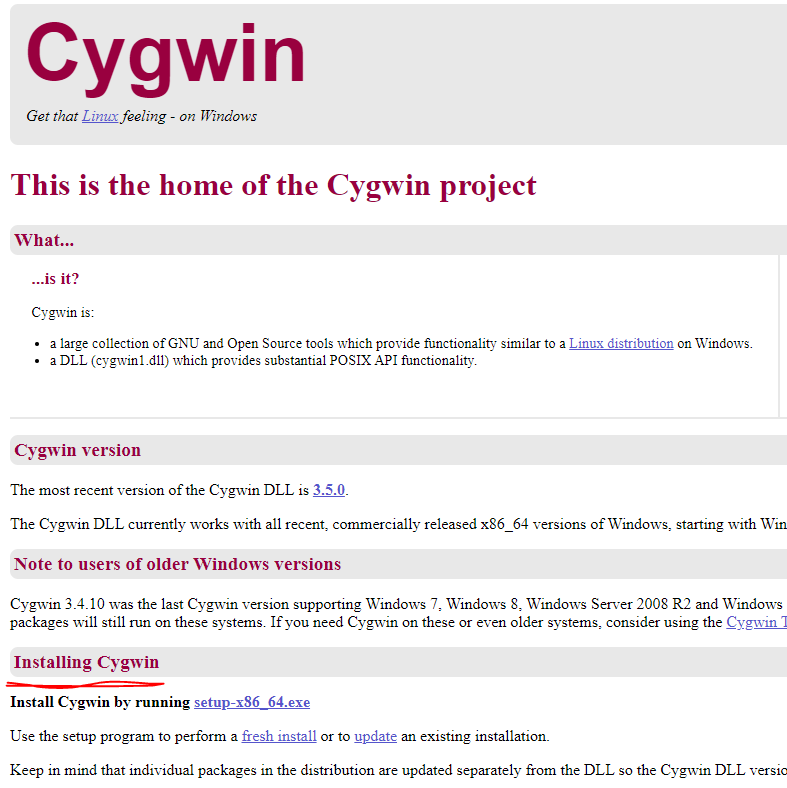 Cygwin
Get that Linux feeling - on Windows
This is the home of the Cygwin project
What...
...is it?
Cygwin is:
a large collection of GNU and Open Source tools which provide functionality similar to a Linux distribution on Windows.
a DLL (cygwin1.dll) which provides substantial POSIX API functionality.
Cygwin version
The most recent version of the Cygwin DLL is 3.5.0.
The Cygwin DLL currently works with all recent, commercially released x86_64 versions of Windows, starting with Win
Note to users of older Windows versions
Cygwin 3.4.10 was the last Cygwin version supporting Windows 7, Windows 8, Windows Server 2008 R2 and Windows
packages will still run on these systems. If you need Cygwin on these or even older systems, consider using the Cygwin T
Installing Cygwin
Install Cygwin by running setup-x86_64.exe
Use the setup program to perform a fresh install or to update an existing installation.
Keep in mind that individual packages in the distribution are updated separately from the DLL so the Cygwin DLL versio